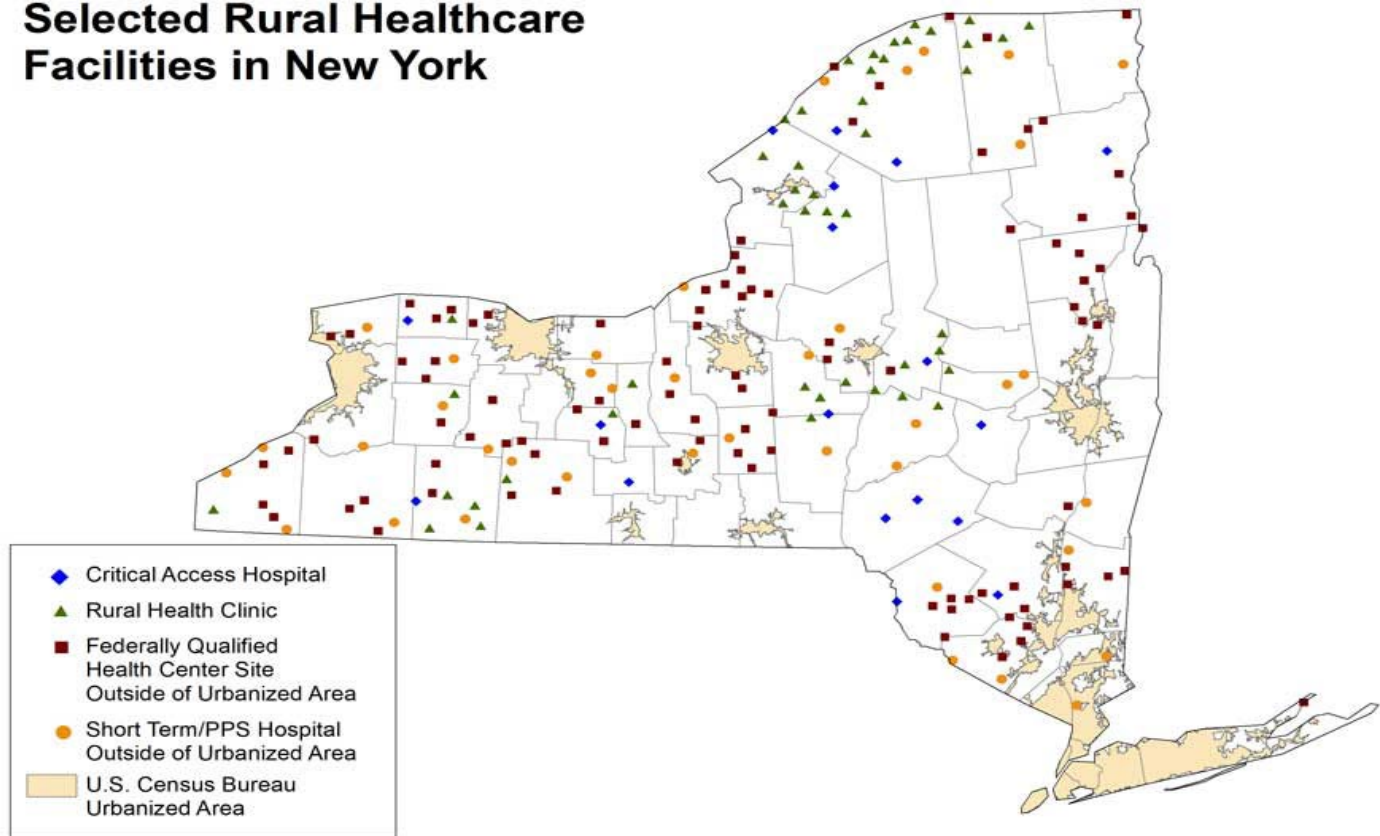 Selected Rural Healthcare
Facilities in New York
Critical Access Hospital
Rural Health Clinic
Federally Qualified
Health Center Site
Outside of Urbanized Area
Short Term/PPS Hospital
Outside of Urbanized Area
U.S. Census Bureau
Urbanized Area